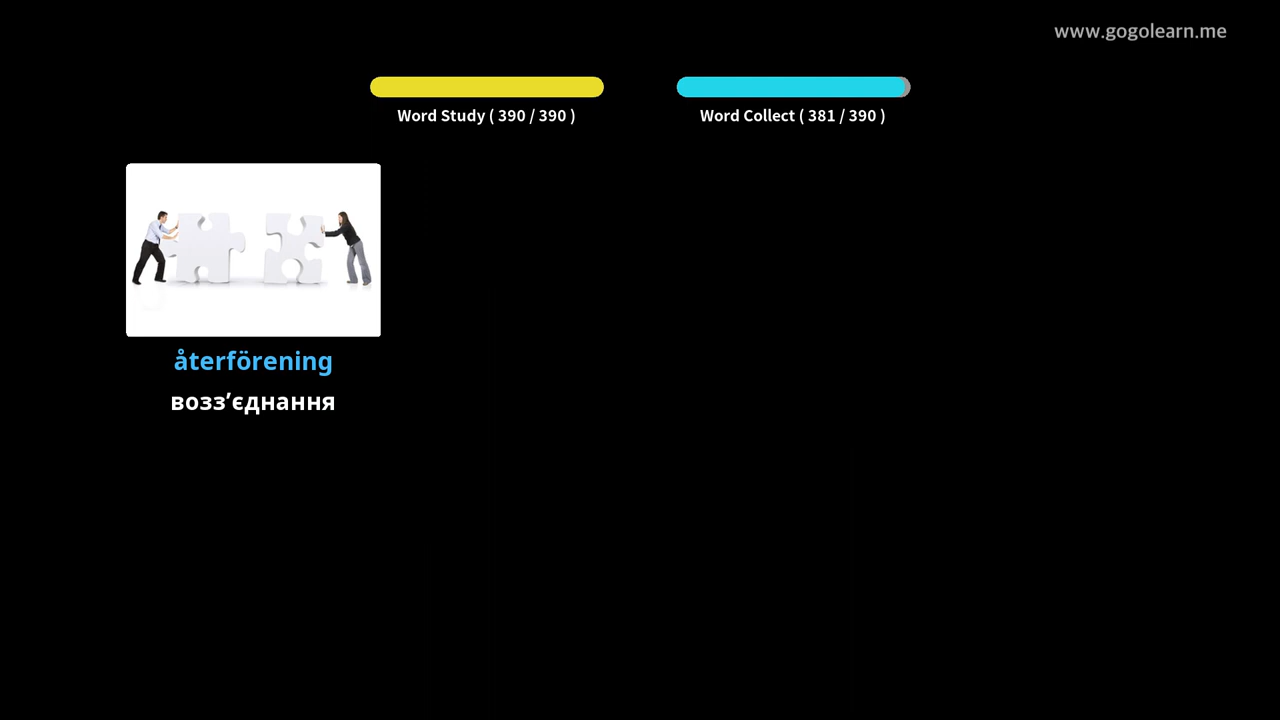 www.gogolearn.me
Word Study ( 390 / 390 )
Word Collect ( 381 / 390 )
återförening
возз’єднання